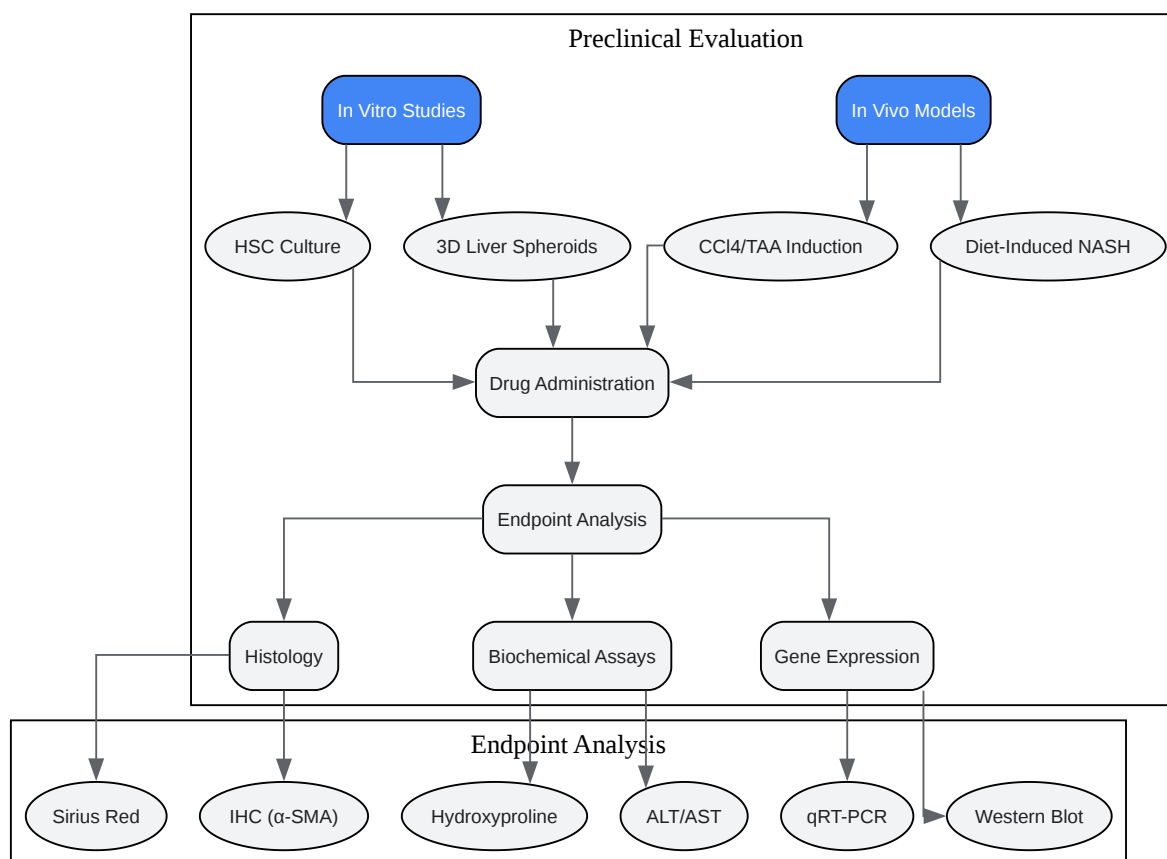 Preclinical Evaluation
In Vitro Studies
In Vivo Models
HSC Culture
3D Liver Spheroids
CCl4/TAA Induction
Diet-Induced NASH
Drug Administration
Endpoint Analysis
Histology
Biochemical Assays
Gene Expression
Endpoint Analysis
Sirius Red
IHC (α-SMA)
Hydroxyproline
ALT/AST
qRT-PCR
Western Blot